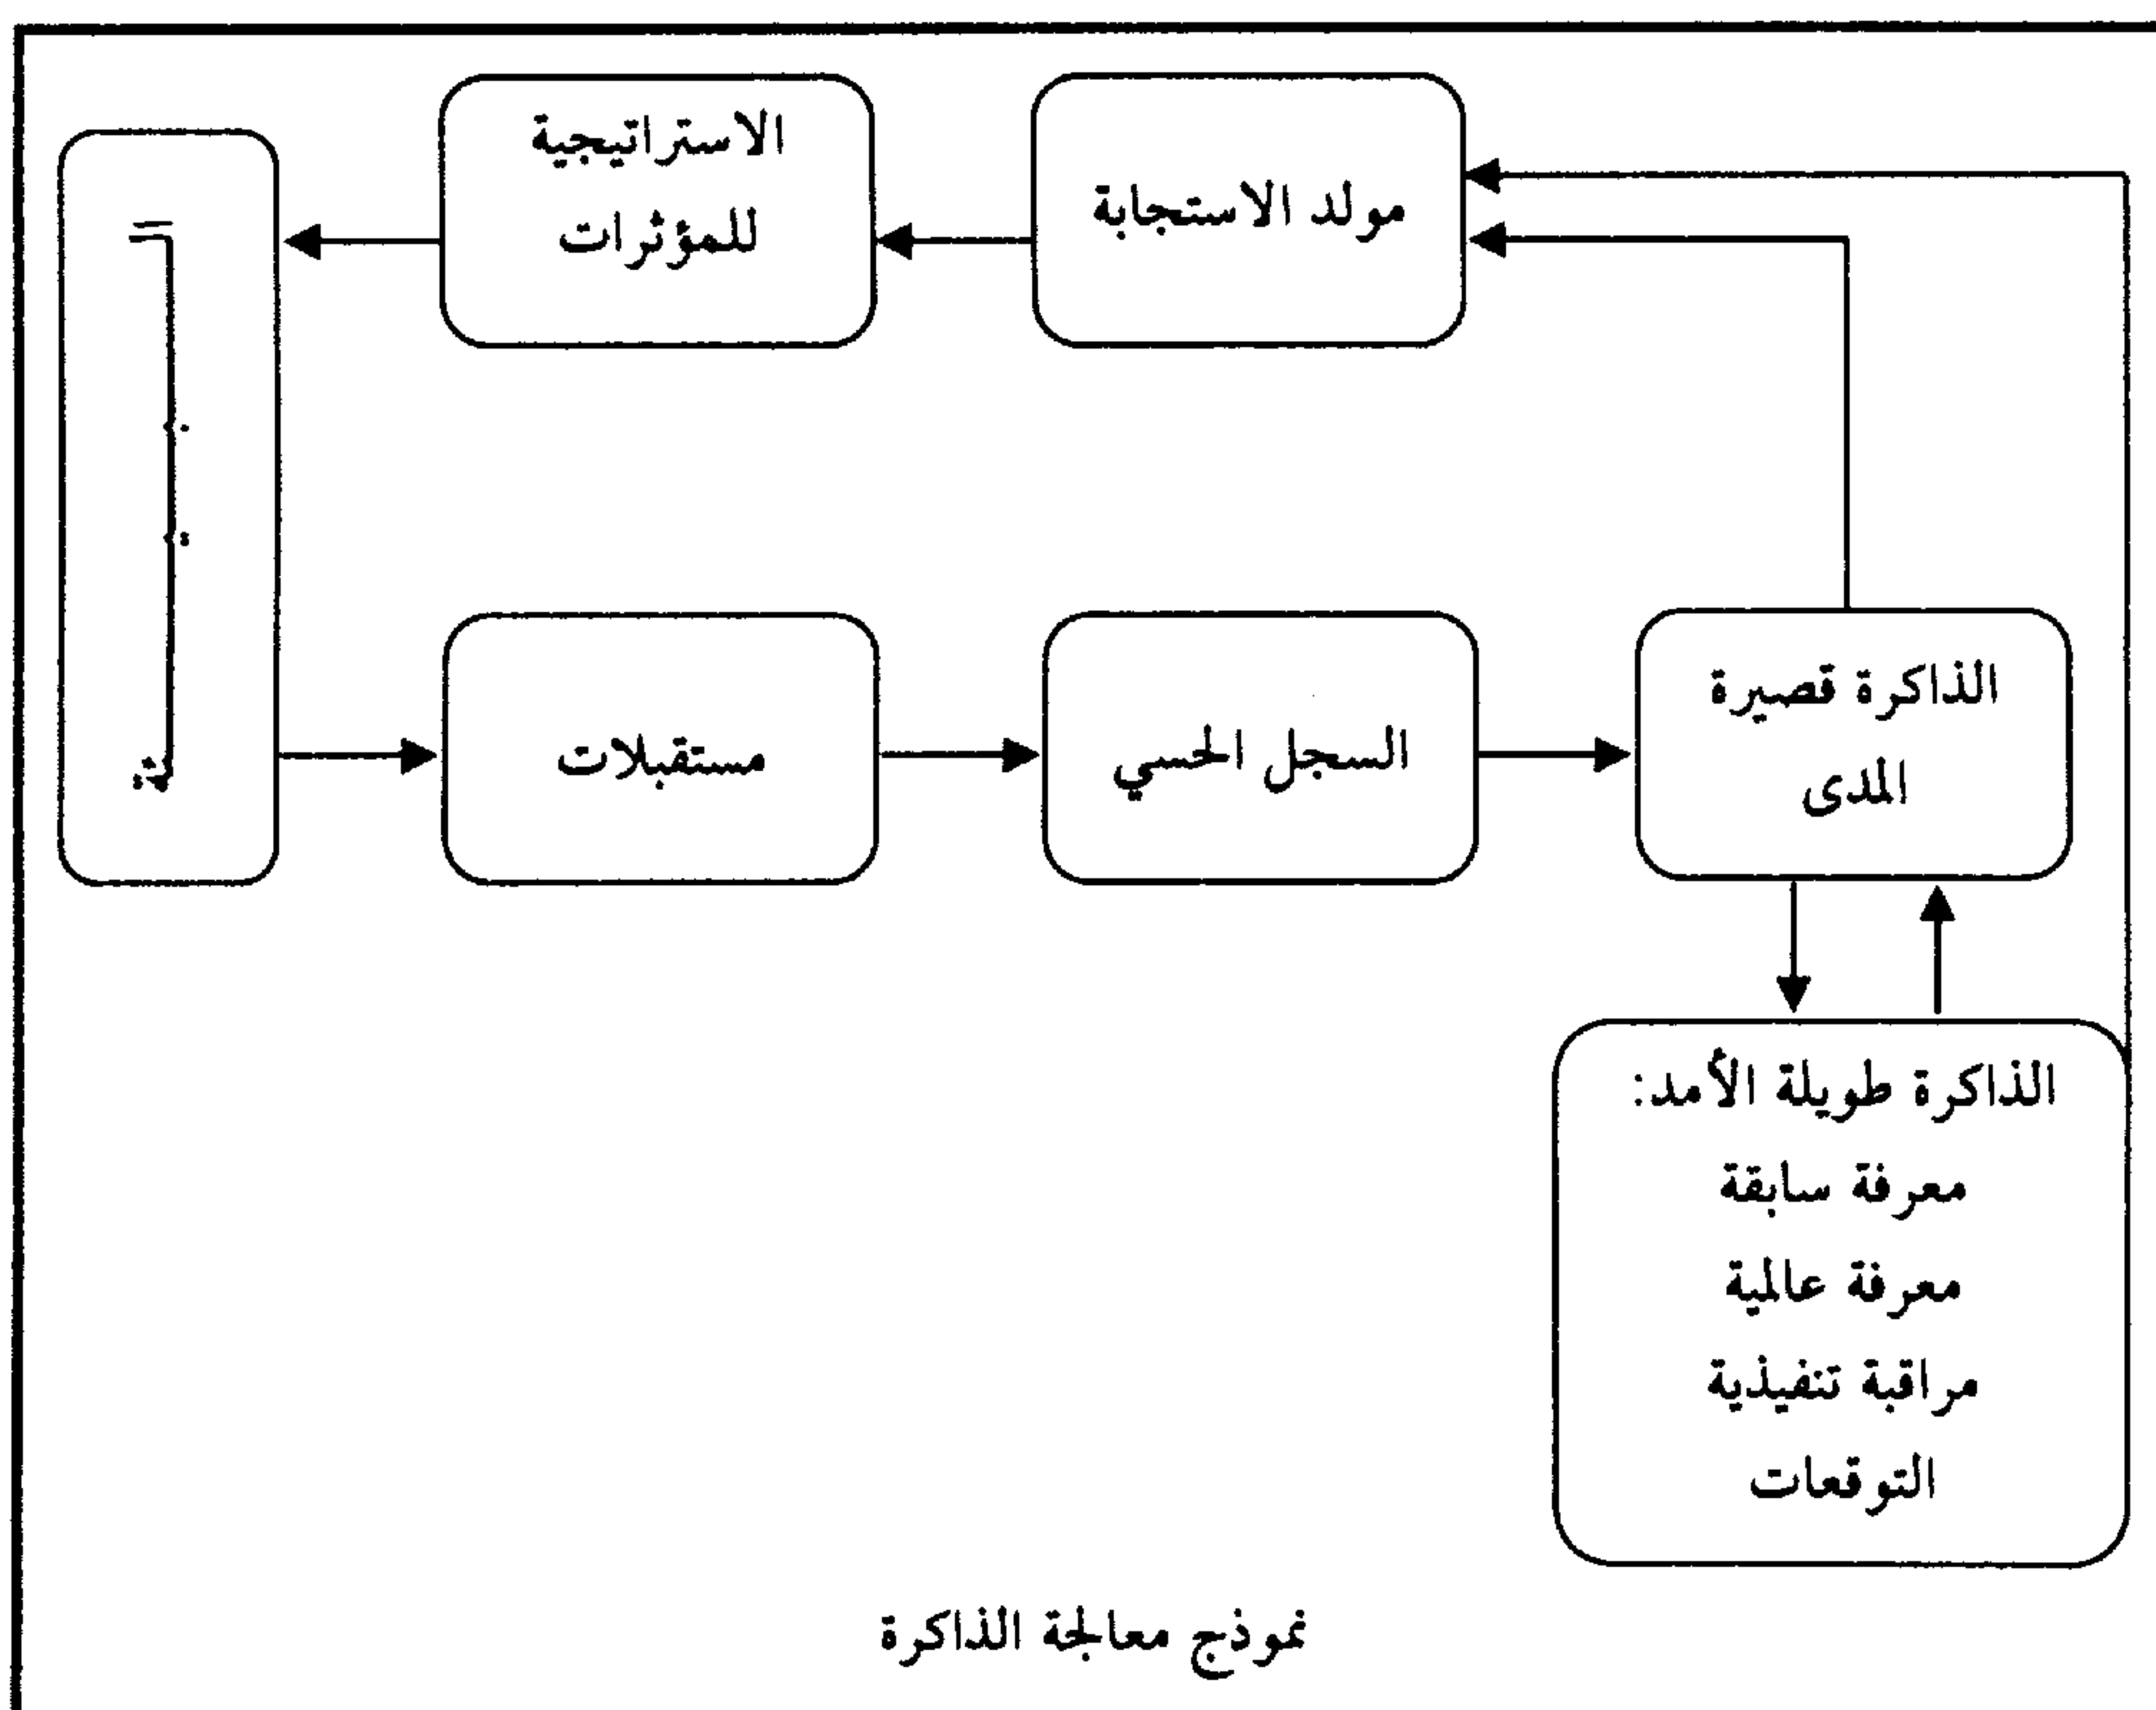 مولد الاستجابة
الاستراتيجية
للمؤثرات
الذاكرة قصيرة
المدى
السجل الحسي
مستقبلات
الذاكرة طويلة الأمد:
معرفة سابقة
معرفة عالمية
مراقبة تنفيذية
التوقعات
نموذج معالجة الذاكرة